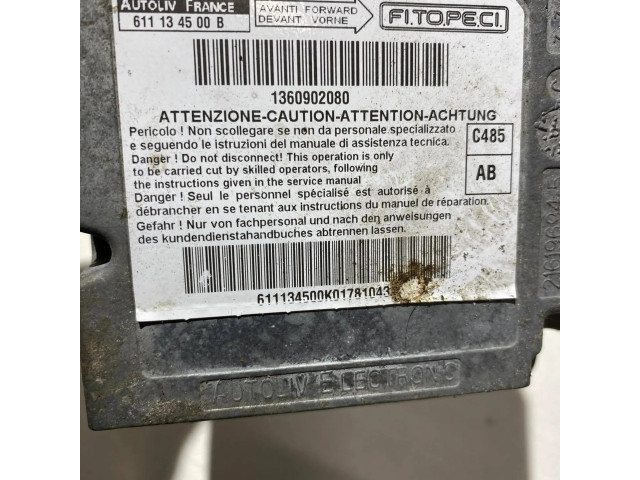 AUTOLIV FRANCE
611 13 45 00 B
AVANTI FORWARD
DEVANT VORNE
FI.TO.PE.CI.
1360902080
ATTENZIONE-CAUTION-ATTENTION-ACHTUNG
Pericolo ! Non scollegare se non da personale specializzato
e seguendo le istruzioni del manuale di assistenza tecnica.
Danger ! Do not disconnect! This operation is only
to be carried cut by skilled operators, following
the instructions given in the service manual
Danger ! Seul le personnel spécialisé est autorisé à
débrancher en se tenant aux instructions du manuel de réparation.
Gefahr ! Nur von fachpersonal und nach den anweisungen
des kundendiensthandbuches abtrennen lassen.
C485
AB
611134500K01781043
AUTOLIV ELECTRONIC